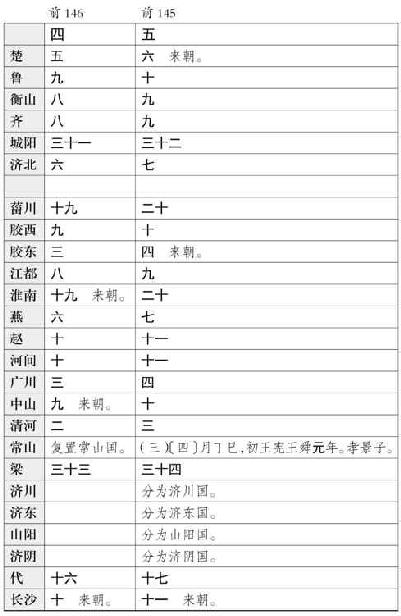 前146 前145
四 五
楚 五 六 来朝。
鲁 九 十
衡山 八 九
齐 八 九
城阳 三十一 三十二
济北 六 七
菑川 十九 二十
胶西 九 十
胶东 三 四 来朝。
江都 八 九
淮南 十九 来朝。 二十
燕 六 七
赵 十 十一
河间 十 十一
广川 三 四
中山 九 来朝。 十
清河 二 三
常山 复置常山国。 (三)〔四〕月丁巳,初王宪王舜元年。孝景子。
梁 三十三 三十四
济川 分为济川国。
济东 分为济东国。
山阳 分为山阳国。
济阴 分为济阴国。
代 十六 十七
长沙 十 来朝。 十一 来朝。